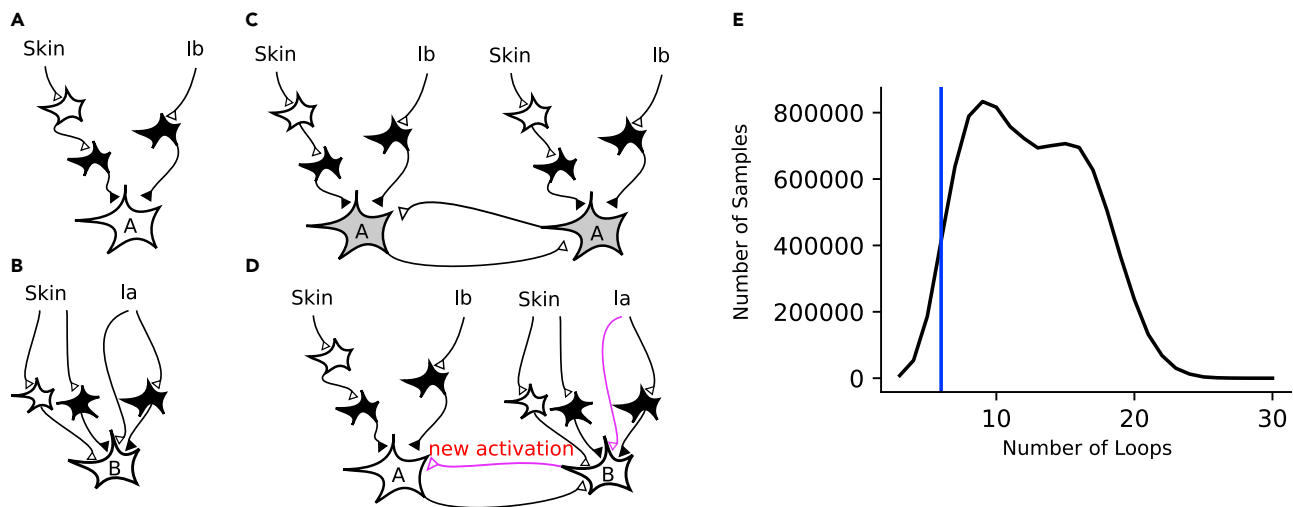 A
Skin
Ib
A
B
Skin
Ia
B
C
Skin
Ib
Skin
Ib
A
A
D
Skin
Ib
Skin
Ia
new activation
A
B
E
Number of Samples
800000
600000
400000
200000
0
10
20
30
Number of Loops